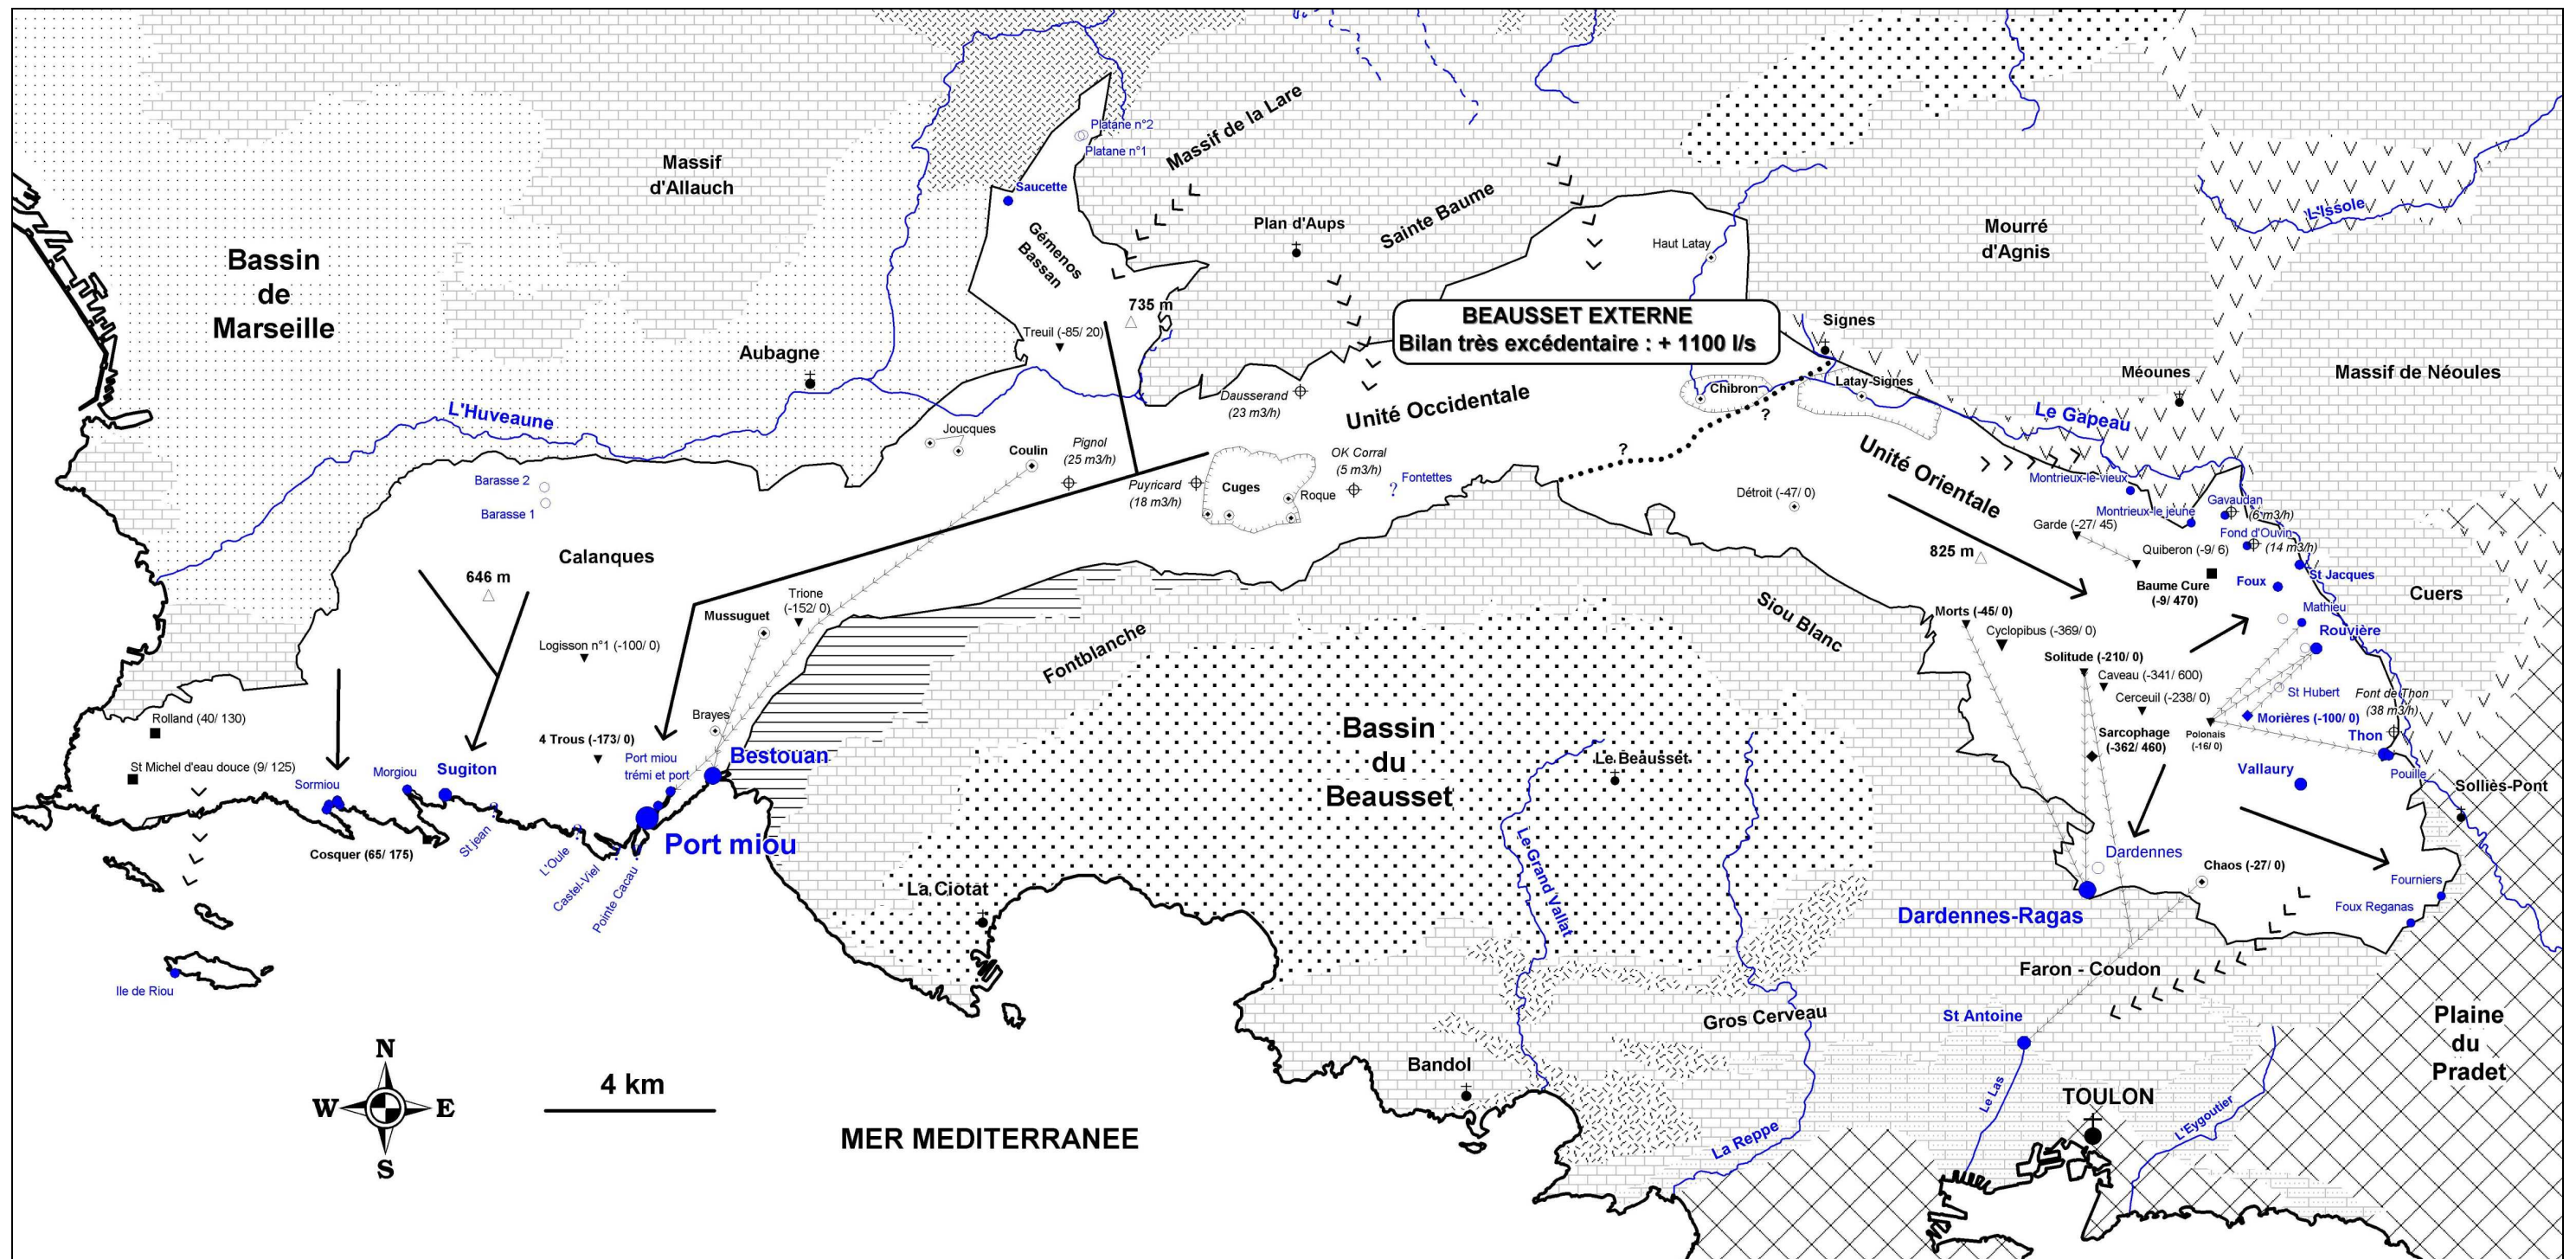 Bassin
de
Marseille
Massif
d'Allauch
Aubagne
L'Huveaune
Platane n°2
Platane n°1
Saucette
Gémenos
Bassan
Massif de la Lare
Plan d'Aups
Sainte Baume
735 m
Treuil (-85/ 20)
Haut Latay
Mourré
d'Agnis
L'Issole
BEAUSSET EXTERNE
Bilan très excédentaire : + 1100 l/s
Signes
Chibron
Latay-Signes
Méounes
Massif de Néoules
Le Gapeau
Dausserand
(23 m3/h)
Unité Occidentale
?
?
Unité Orientale
Joucques
Coulin
Pignol
(25 m3/h)
Puyricard
(18 m3/h)
Cuges
Roque
OK Corral
(5 m3/h)
?
Fontettes
Détroit (-47/ 0)
Montrieux-le-vieux
Montrieux-le jeune
Gavaudan
(6 m3/h)
Fond d'Ouvin
(14 m3/h)
Garde (-27/ 45)
Quiberon (-9/ 6)
825 m
Baume Cure
(-9/ 470)
Foux
St Jacques
Cuers
Mathieu
Rouvière
Barasse 2
Barasse 1
Calanques
646 m
Trione
(-152/ 0)
Mussuguet
Logisson n°1 (-100/ 0)
Brayes
4 Trous (-173/ 0)
Port miou
trémi et port
Bestouan
Port miou
Fontblanche
Siou Blanc
Morts (-45/ 0)
Cyclopibus (-369/ 0)
Solitude (-210/ 0)
Caveau (-341/ 600)
Cerceuil (-238/ 0)
Sarcophage
(-362/ 460)
Polonais
(-16/ 0)
St Hubert
Morières (-100/ 0)
Font de Thon
(38 m3/h)
Thon
Pouille
Vallaury
Solliès-Pont
Rolland (40/ 130)
St Michel d'eau douce (9/ 125)
Sormiou
Morgiou
Sugiton
Cosquer (65/ 175)
?
St jean
?
L'Oule
?
Castel-Viel
?
Pointe Cacau
Ile de Riou
Bassin
du
Beausset
Le Beausset
Le Grand Vallat
La Ciotat
Dardennes
Chaos (-27/ 0)
Dardennes-Ragas
Fourniers
Foux Reganas
Faron - Coudon
Gros Cerveau
St Antoine
Plaine
du
Pradet
Bandol
Le Las
TOULON
L'Eygoutier
La Reppe
N
W
E
S
4 km
MER MEDITERRANEE